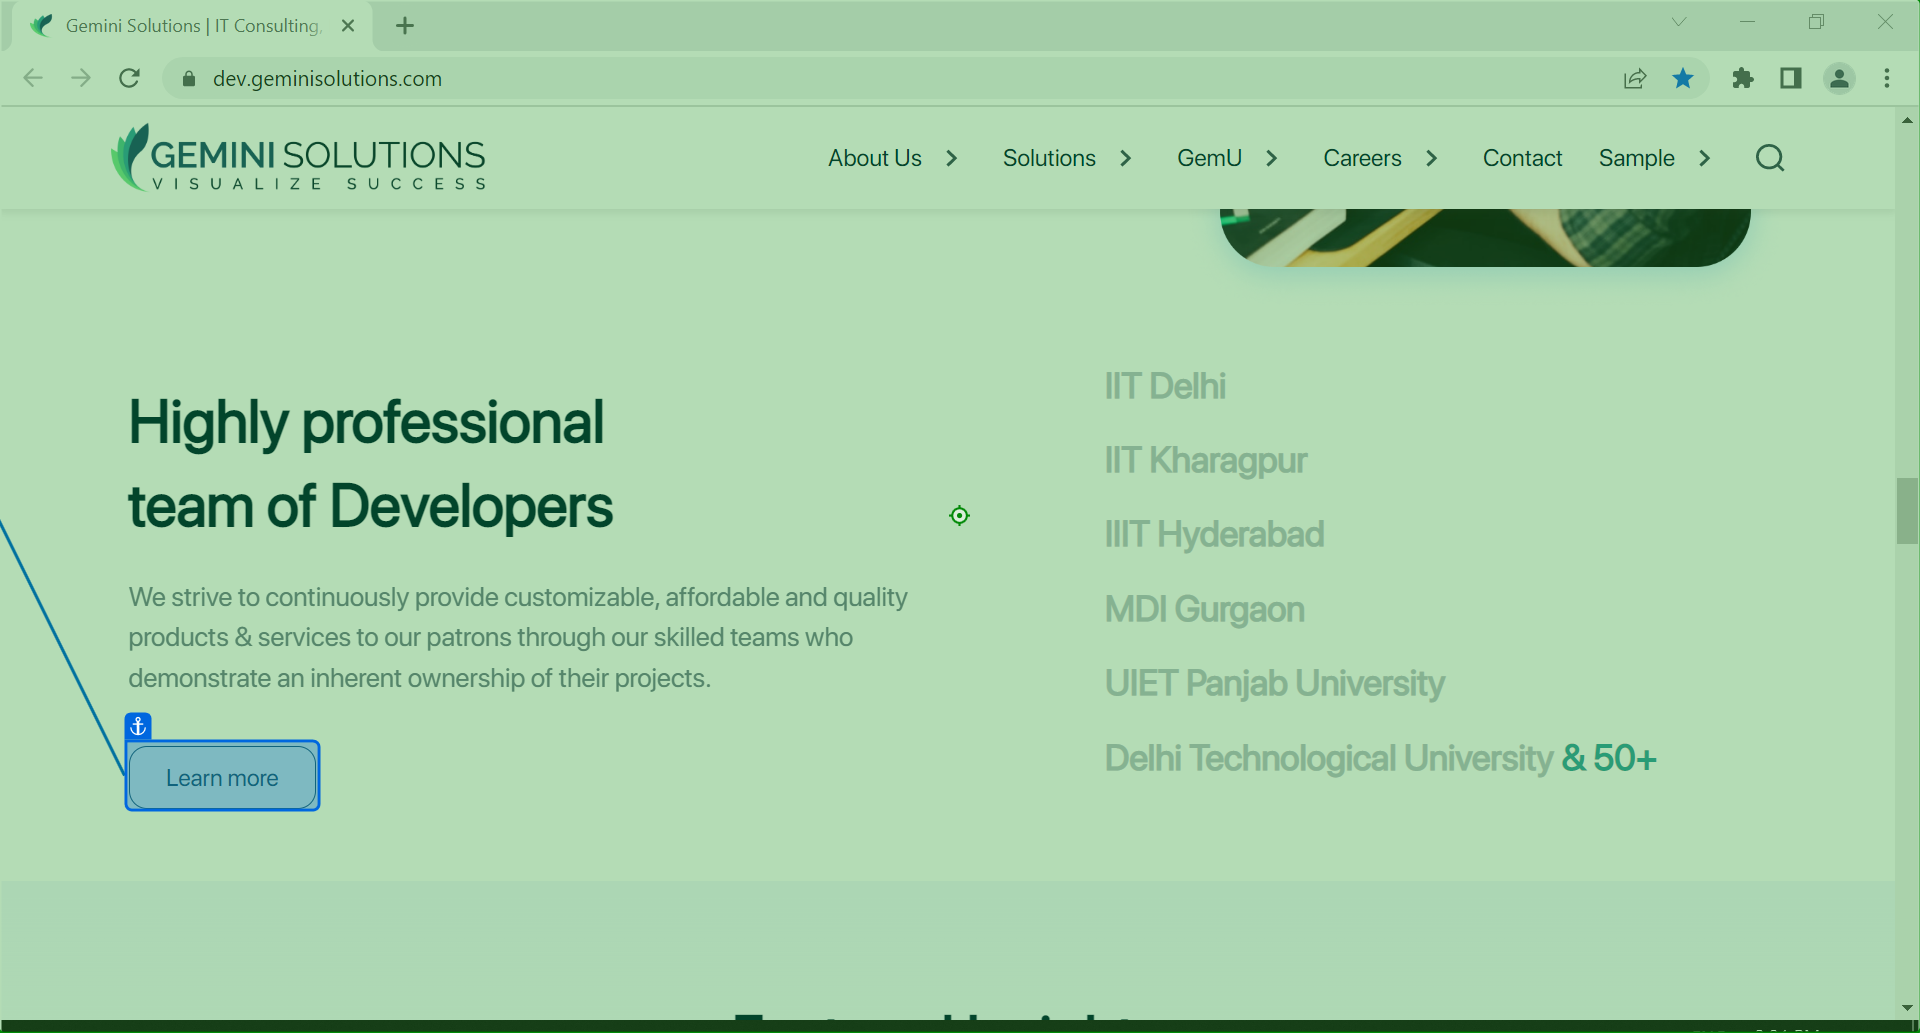 Gemini Solutions | IT Consulting,
dev.geminisolutions.com
GEMINI SOLUTIONS
VISUALIZE SUCCESS
About Us
Solutions
GemU
Careers
Contact
Sample
Highly professional
team of Developers
We strive to continuously provide customizable, affordable and quality
products & services to our patrons through our skilled teams who
demonstrate an inherent ownership of their projects.
Learn more
IIT Delhi
IIT Kharagpur
IIIT Hyderabad
MDI Gurgaon
UIET Panjab University
Delhi Technological University & 50+